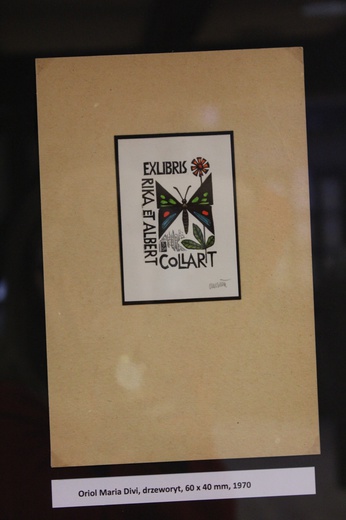 EXLIBRIS
RIKA ET ALBERT
COLLART
Oriol Maria Divi, drzeworyt, 60 x 40 mm, 1970